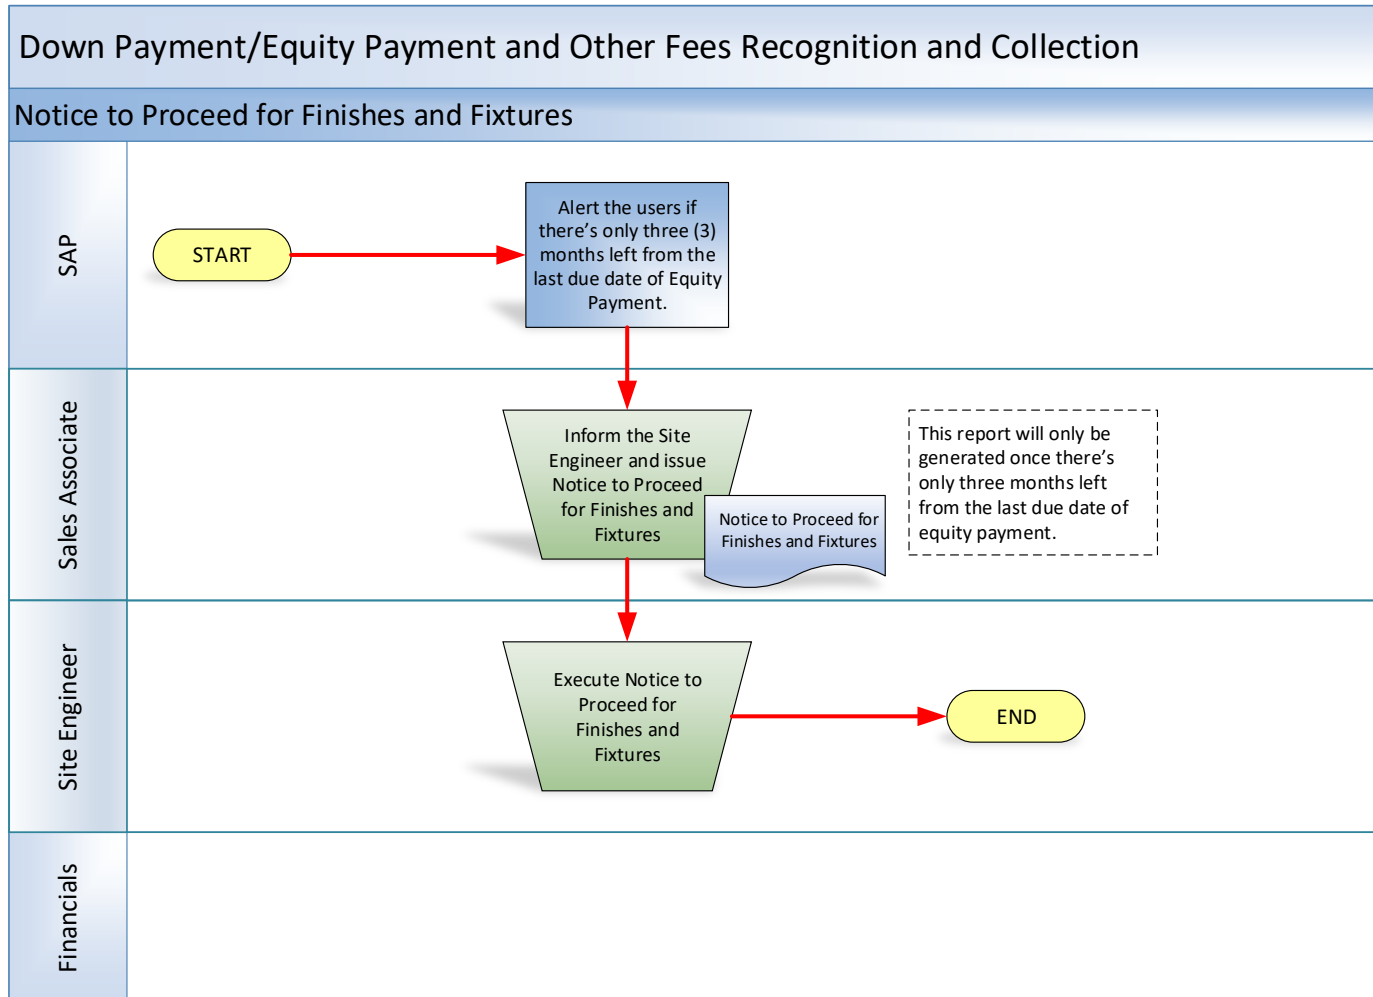 Down Payment/Equity Payment and Other Fees Recognition and Collection
Notice to Proceed for Finishes and Fixtures
SAP
START
Alert the users if
there’s only three (3)
months left from the
last due date of Equity
Payment.
Sales Associate
Inform the Site
Engineer and issue
Notice to Proceed
for Finishes and
Fixtures
Notice to Proceed for
Finishes and Fixtures
This report will only be
generated once there’s
only three months left
from the last due date of
equity payment.
Site Engineer
Execute Notice to
Proceed for
Finishes and
Fixtures
END
Financials